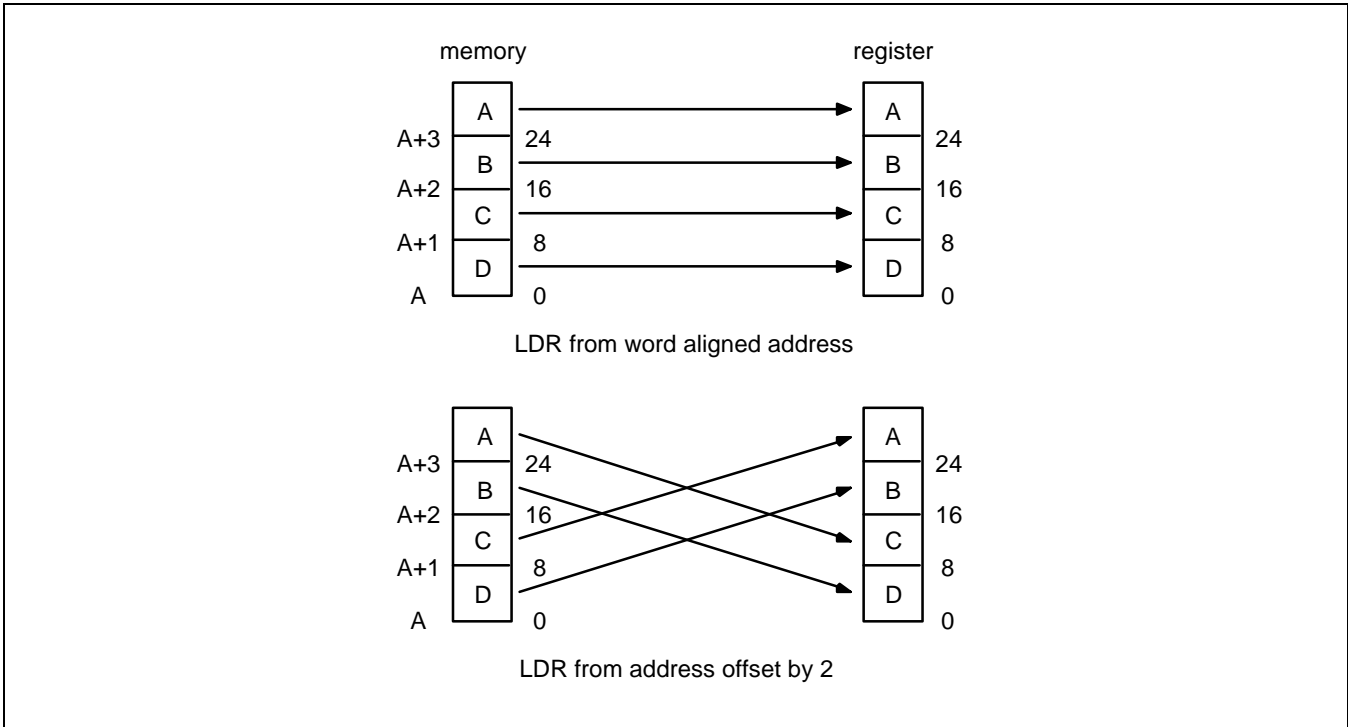 memory register
A A
A+3 24 24
B B
A+2 16 16
C C
A+1 8 8
D D
A 0 0
LDR from word aligned address
A A
A+3 24 24
B B
A+2 16 16
C C
A+1 8 8
D D
A 0 0
LDR from address offset by 2